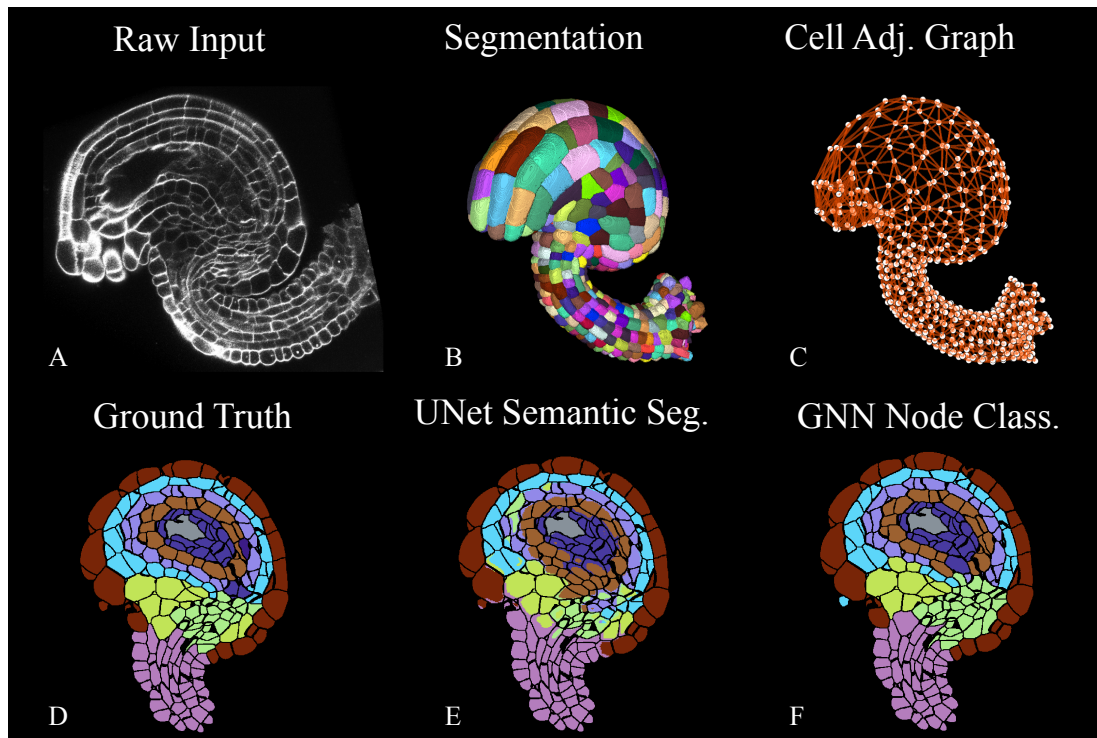 Raw Input
Segmentation
Cell Adj. Graph
A
B
C
Ground Truth
UNet Semantic Seg.
GNN Node Class.
D
E
F